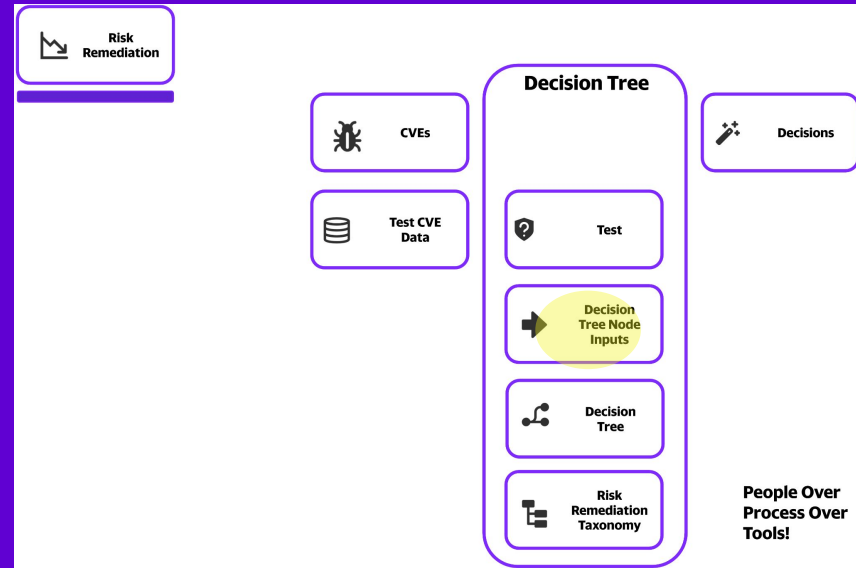 Risk
Remediation
Decision Tree
CVEs
Decisions
Test CVE
Data
Test
Decision
Tree Node
Inputs
Decision
Tree
Risk
Remediation
Taxonomy
People Over
Process Over
Tools!